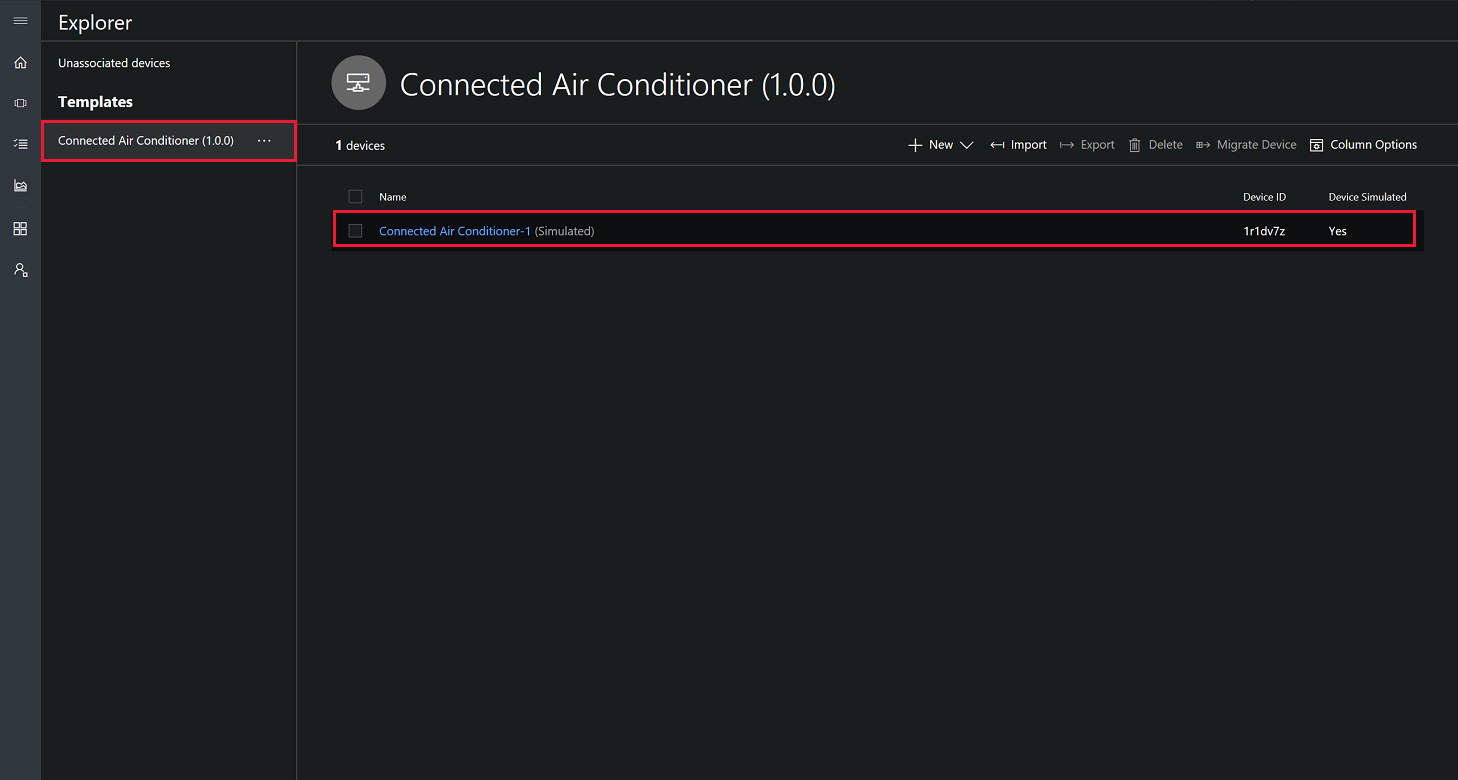 Explorer
Unassociated devices
Templates
Connected Air Conditioner (1.0.0) ...
Connected Air Conditioner (1.0.0)
1 devices
New Import Export Delete Migrate Device Column Options
Name Device ID Device Simulated
Connected Air Conditioner-1 (Simulated) 1r1dv7z Yes